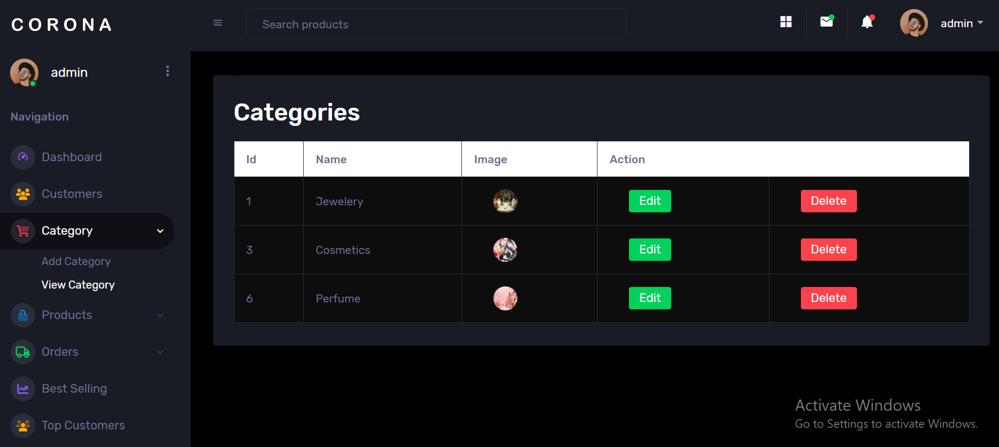 CORONA
Search products
admin
admin
Navigation
Dashboard
Customers
Category
Add Category
View Category
Products
Orders
Best Selling
Top Customers
Categories
Id Name Image Action
1 Jewelery Edit Delete
3 Cosmetics Edit Delete
6 Perfume Edit Delete
Activate Windows
Go to Settings to activate Windows.